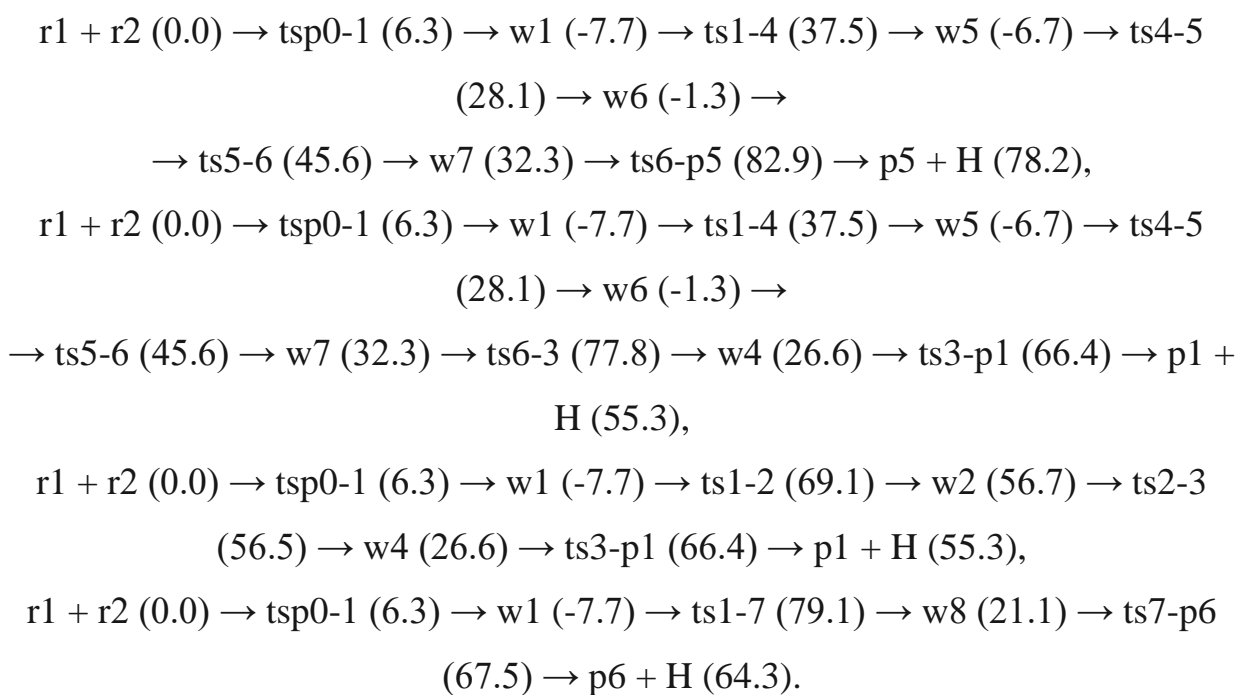 r1 + r2 (0.0) → tsp0-1 (6.3) → w1 (-7.7) → ts1-4 (37.5) → w5 (-6.7) → ts4-5
(28.1) → w6 (-1.3) →
→ ts5-6 (45.6) → w7 (32.3) → ts6-p5 (82.9) → p5 + H (78.2),
r1 + r2 (0.0) → tsp0-1 (6.3) → w1 (-7.7) → ts1-4 (37.5) → w5 (-6.7) → ts4-5
(28.1) → w6 (-1.3) →
→ ts5-6 (45.6) → w7 (32.3) → ts6-3 (77.8) → w4 (26.6) → ts3-p1 (66.4) → p1 +
H (55.3),
r1 + r2 (0.0) → tsp0-1 (6.3) → w1 (-7.7) → ts1-2 (69.1) → w2 (56.7) → ts2-3
(56.5) → w4 (26.6) → ts3-p1 (66.4) → p1 + H (55.3),
r1 + r2 (0.0) → tsp0-1 (6.3) → w1 (-7.7) → ts1-7 (79.1) → w8 (21.1) → ts7-p6
(67.5) → p6 + H (64.3).